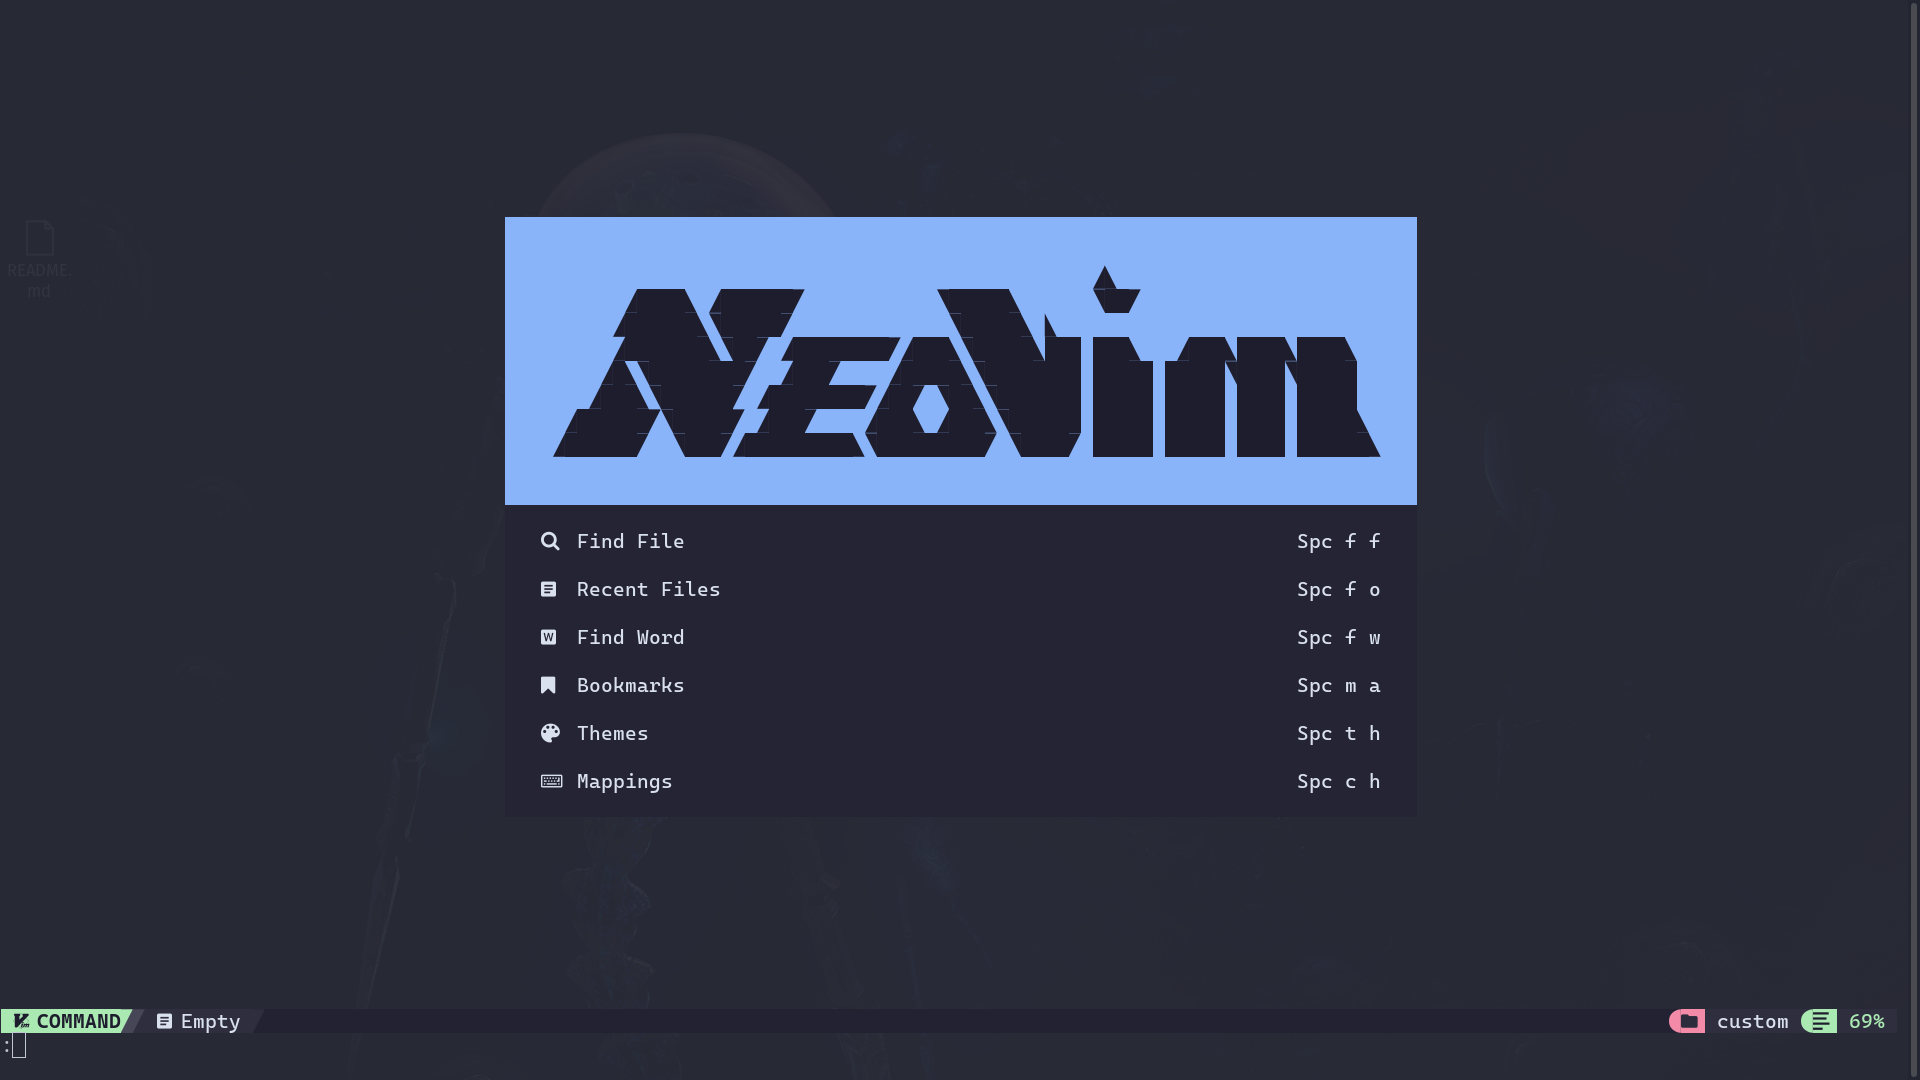 README.
md
NEOVim
Find File Spc f f
Recent Files Spc f o
Find Word Spc f w
Bookmarks Spc m a
Themes Spc t h
Mappings Spc c h
COMMAND Empty custom 69%
: